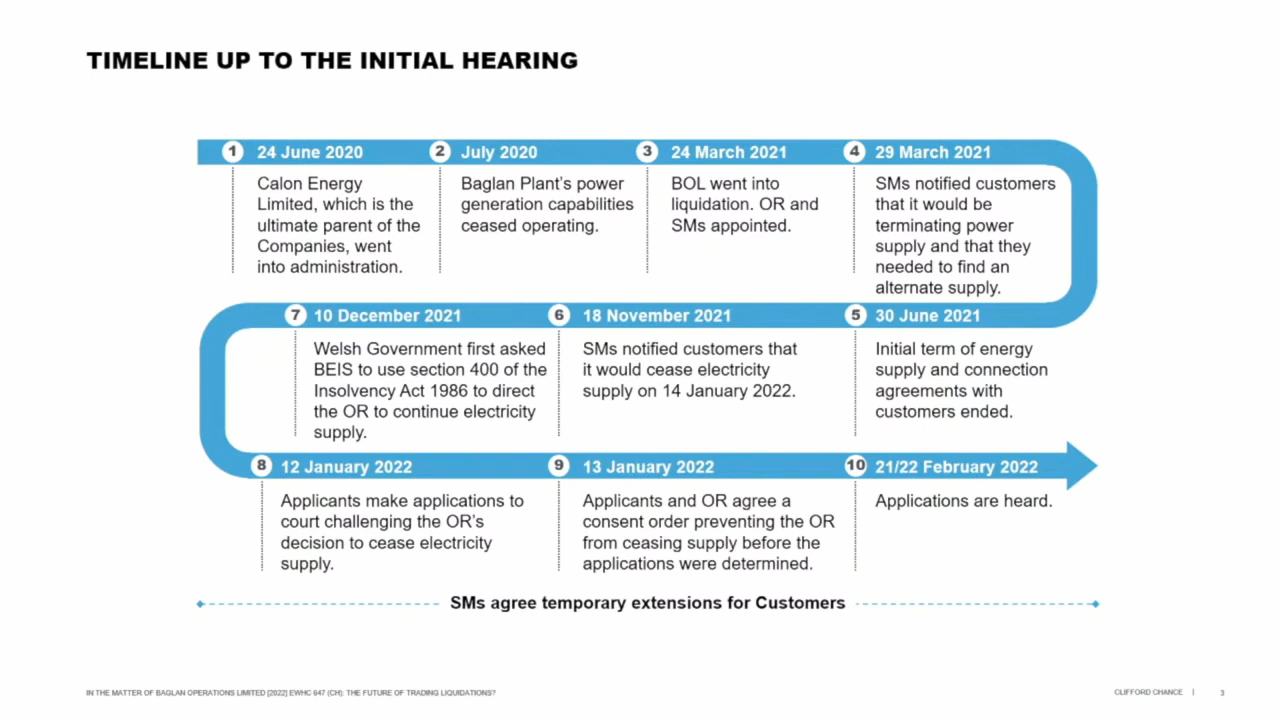 TIMELINE UP TO THE INITIAL HEARING
1 24 June 2020
Calon Energy
Limited, which is the
ultimate parent of the
Companies, went
into administration.
2 July 2020
Baglan Plant's power
generation capabilities
ceased operating.
3 24 March 2021
BOL went into
liquidation. OR and
SMs appointed.
4 29 March 2021
SMs notified customers
that it would be
terminating power
supply and that they
needed to find an
alternate supply.
5 30 June 2021
Initial term of energy
supply and connection
agreements with
customers ended.
6 18 November 2021
SMs notified customers that
it would cease electricity
supply on 14 January 2022.
7 10 December 2021
Welsh Government first asked
BEIS to use section 400 of the
Insolvency Act 1986 to direct
the OR to continue electricity
supply.
8 12 January 2022
Applicants make applications to
court challenging the OR's
decision to cease electricity
supply.
9 13 January 2022
Applicants and OR agree a
consent order preventing the OR
from ceasing supply before the
applications were determined.
10 21/22 February 2022
Applications are heard.
SMs agree temporary extensions for Customers
IN THE MATTER OF BAGLAN OPERATIONS LIMITED [2022] EWHC 647 (CH): THE FUTURE OF TRADING LIQUIDATIONS?
CLIFFORD CHANCE | 3